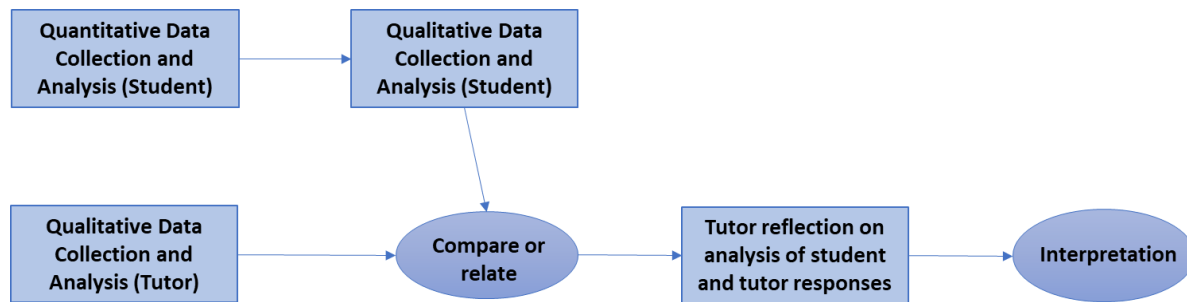 Quantitative Data
Collection and
Analysis (Student)
Qualitative Data
Collection and
Analysis (Student)
Qualitative Data
Collection and
Analysis (Tutor)
Compare or
relate
Tutor reflection on
analysis of student
and tutor responses
Interpretation